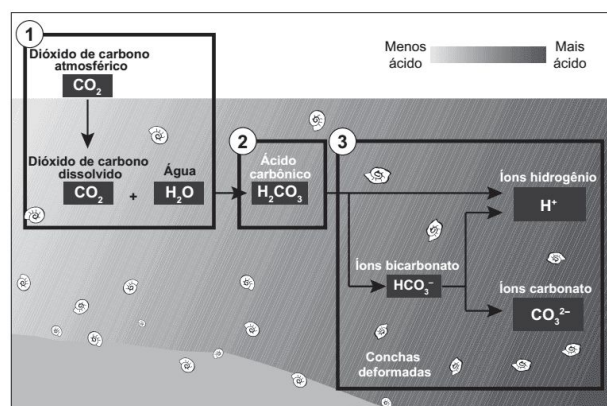 1
Dióxido de carbono
atmosférico
CO₂
Dióxido de carbono
dissolvido
CO₂
+
Água
H₂O
2
Ácido
carbônico
H₂CO₃
3
Menos
ácido
Mais
ácido
Íons hidrogênio
H⁺
Íons bicarbonato
HCO₃⁻
Íons carbonato
CO₃²⁻
Conchas
deformadas